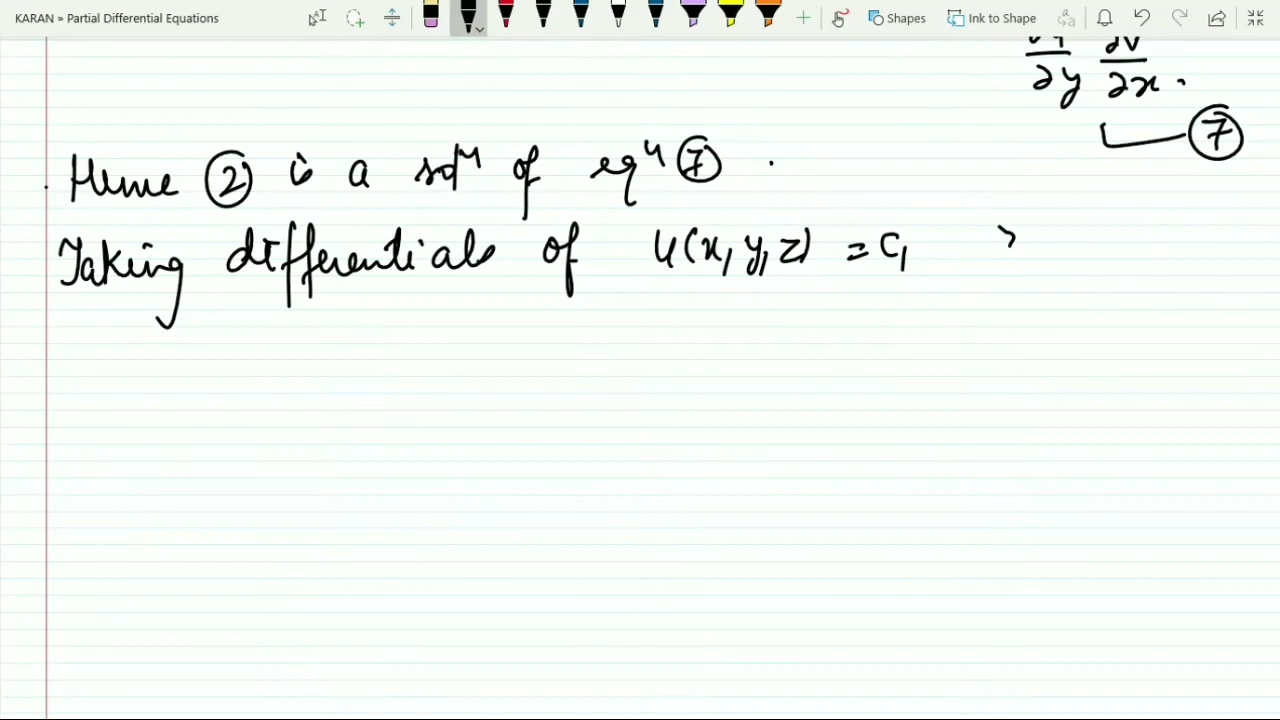 KARAN » Partial Differential Equations
Shapes
Ink to Shape
∂y ∂x .
7
Hence 2 is a solⁿ of eqⁿ 7 .
Taking differentials of u(x, y, z) = c₁